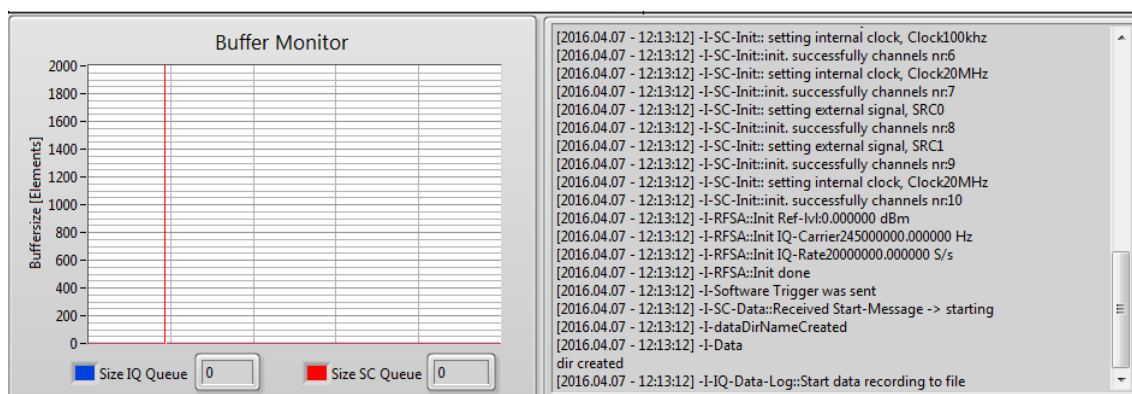 Buffer Monitor
Buffersize [Elements]
2000
1800
1600
1400
1200
1000
800
600
400
200
0
Size IQ Queue 0 Size SC Queue 0
[2016.04.07 - 12:13:12] -I-SC-Init:: setting internal clock, Clock100khz
[2016.04.07 - 12:13:12] -I-SC-Init::init. successfully channels nr:6
[2016.04.07 - 12:13:12] -I-SC-Init:: setting internal clock, Clock20MHz
[2016.04.07 - 12:13:12] -I-SC-Init::init. successfully channels nr:7
[2016.04.07 - 12:13:12] -I-SC-Init:: setting external signal, SRC0
[2016.04.07 - 12:13:12] -I-SC-Init::init. successfully channels nr:8
[2016.04.07 - 12:13:12] -I-SC-Init:: setting external signal, SRC1
[2016.04.07 - 12:13:12] -I-SC-Init::init. successfully channels nr:9
[2016.04.07 - 12:13:12] -I-SC-Init:: setting internal clock, Clock20MHz
[2016.04.07 - 12:13:12] -I-SC-Init::init. successfully channels nr:10
[2016.04.07 - 12:13:12] -I-RFSA::Init Ref-lvl:0.000000 dBm
[2016.04.07 - 12:13:12] -I-RFSA::Init IQ-Carrier245000000.000000 Hz
[2016.04.07 - 12:13:12] -I-RFSA::Init IQ-Rate20000000.000000 S/s
[2016.04.07 - 12:13:12] -I-RFSA::Init done
[2016.04.07 - 12:13:12] -I-Software Trigger was sent
[2016.04.07 - 12:13:12] -I-SC-Data::Received Start-Message -> starting
[2016.04.07 - 12:13:12] -I-dataDirNameCreated
[2016.04.07 - 12:13:12] -I-Data
dir created
[2016.04.07 - 12:13:12] -I-IQ-Data-Log::Start data recording to file